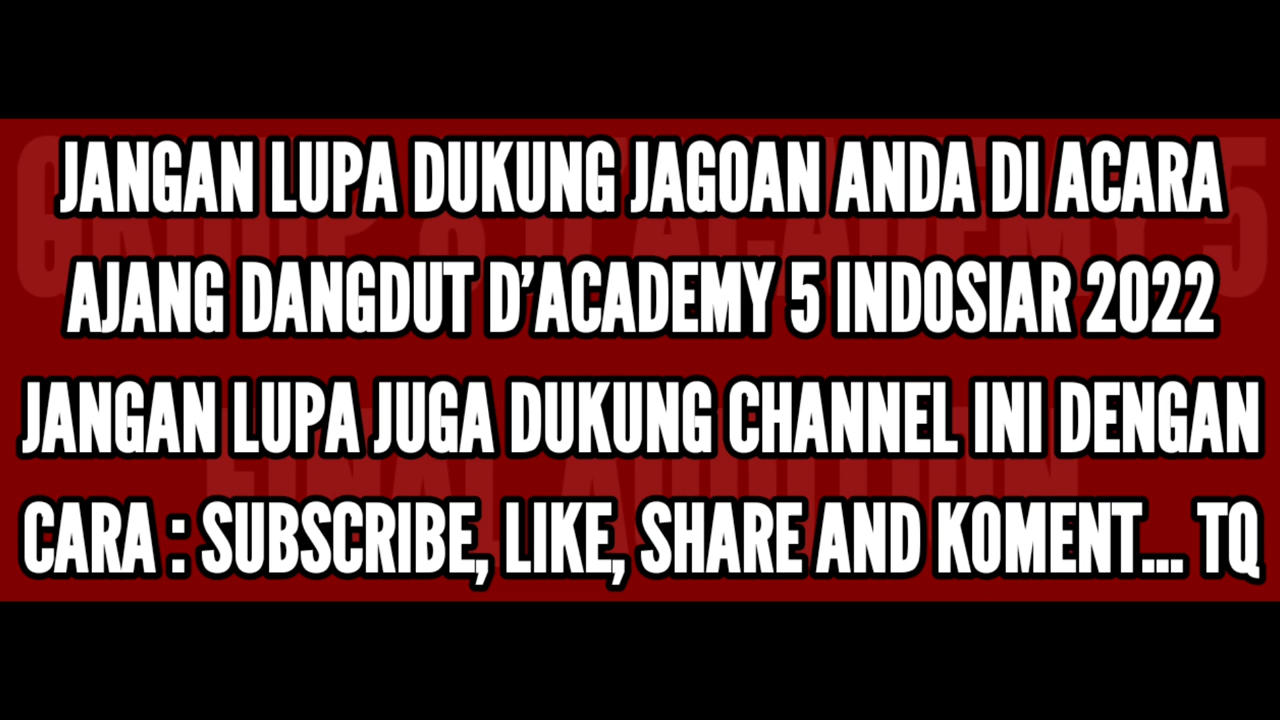 JANGAN LUPA DUKUNG JAGOAN ANDA DI ACARA
AJANG DANGDUT D'ACADEMY 5 INDOSIAR 2022
JANGAN LUPA JUGA DUKUNG CHANNEL INI DENGAN
CARA : SUBSCRIBE, LIKE, SHARE AND KOMENT... TQ